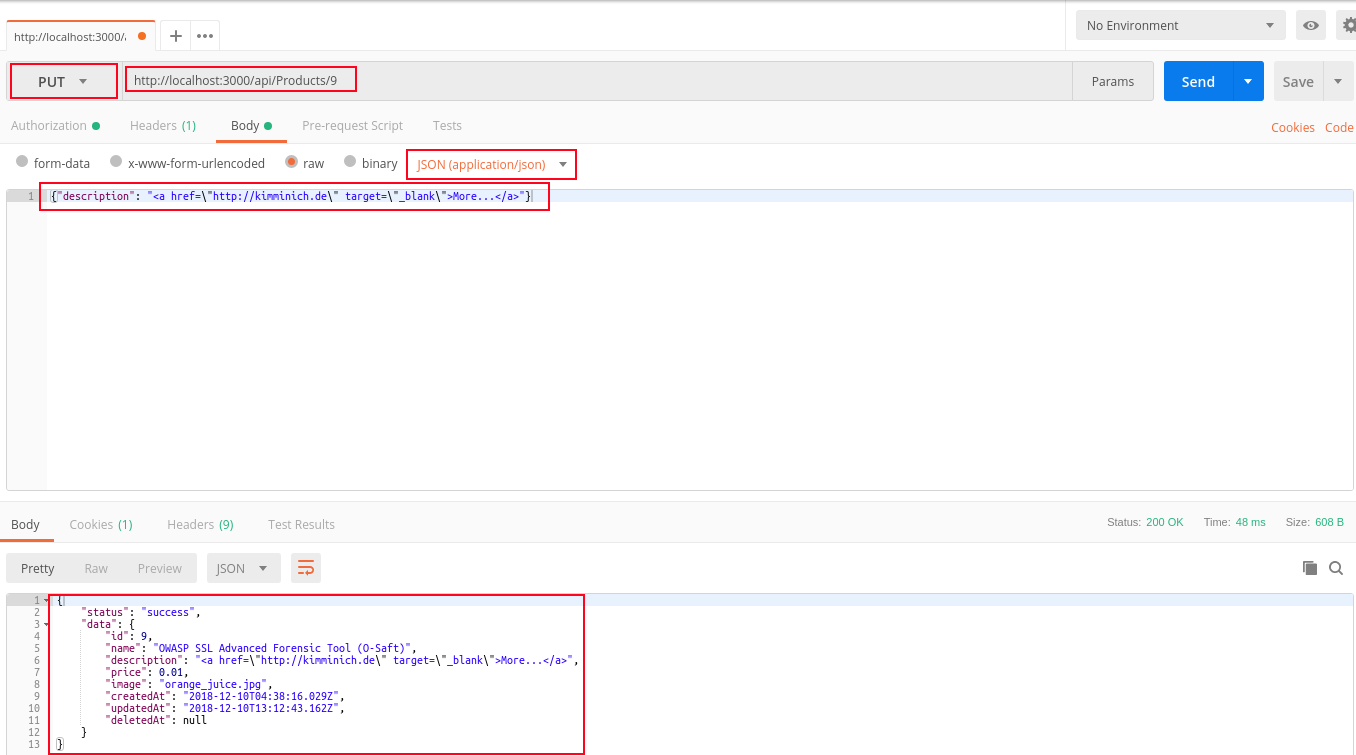 http://localhost:3000/a
No Environment
PUT
http://localhost:3000/api/Products/9
Params
Send
Save
Authorization
Headers (1)
Body
Pre-request Script
Tests
Cookies
Code
form-data
x-www-form-urlencoded
raw
binary
JSON (application/json)
1 {"description": "<a href=\"http://kimminich.de\" target=\"_blank\">More...</a>"}
Body
Cookies (1)
Headers (9)
Test Results
Status: 200 OK
Time: 48 ms
Size: 608 B
Pretty
Raw
Preview
JSON
1 {
2 "status": "success",
3 "data": {
4 "id": 9,
5 "name": "OWASP SSL Advanced Forensic Tool (O-Saft)",
6 "description": "<a href=\"http://kimminich.de\" target=\"_blank\">More...</a>",
7 "price": 0.01,
8 "image": "orange_juice.jpg",
9 "createdAt": "2018-12-10T04:38:16.029Z",
10 "updatedAt": "2018-12-10T13:12:43.162Z",
11 "deletedAt": null
12 }
13 }